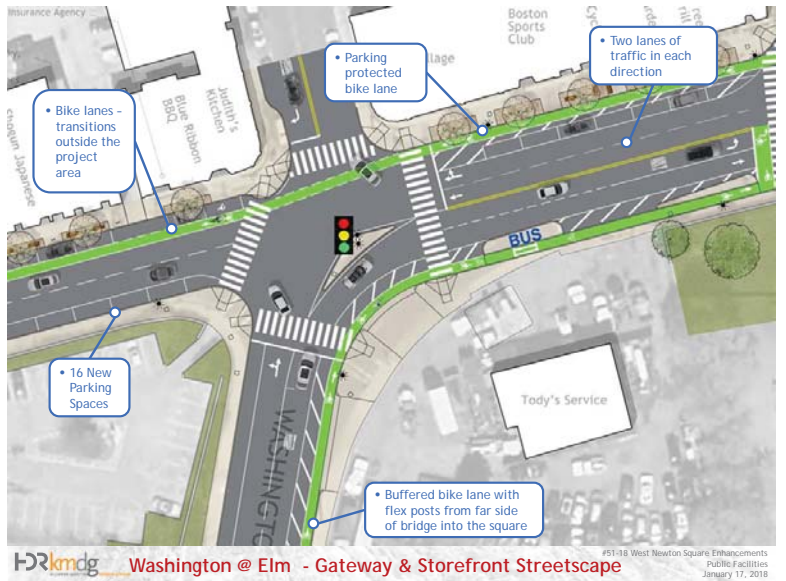 Insurance Agency
Boston
Sports
Club
• Parking
protected
bike lane
llage
• Two lanes of
traffic in each
direction
• Bike lanes -
transitions
outside the
project
area
Shogun Japanese
Blue Ribbon
BBQ
Judith's
Kitchen
BUS
• 16 New
Parking
Spaces
Tody's Service
WASHINGTO
• Buffered bike lane with
flex posts from far side
of bridge into the square
HDR kmdg
Washington @ Elm - Gateway & Storefront Streetscape
#51-18 West Newton Square Enhancements
Public Facilities
January 17, 2018